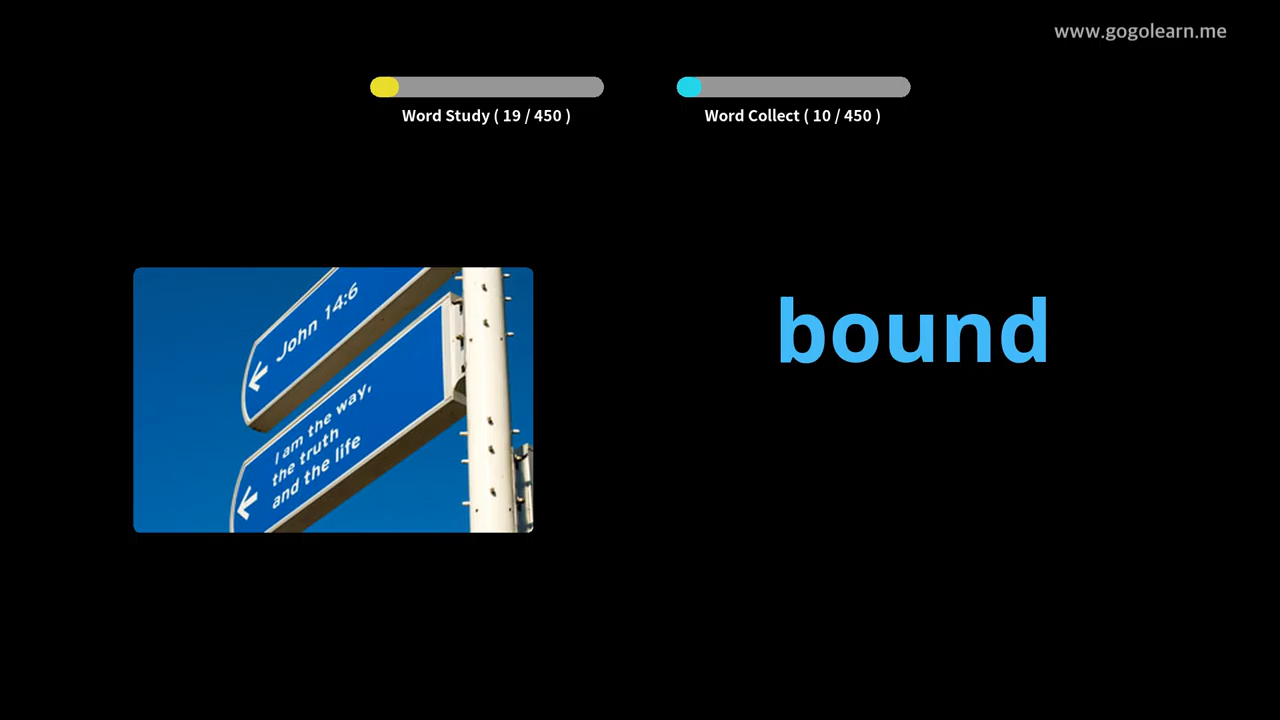 www.gogolearn.me
Word Study ( 19 / 450 )
Word Collect ( 10 / 450 )
John 14:6
I am the way,
the truth
and the life
bound